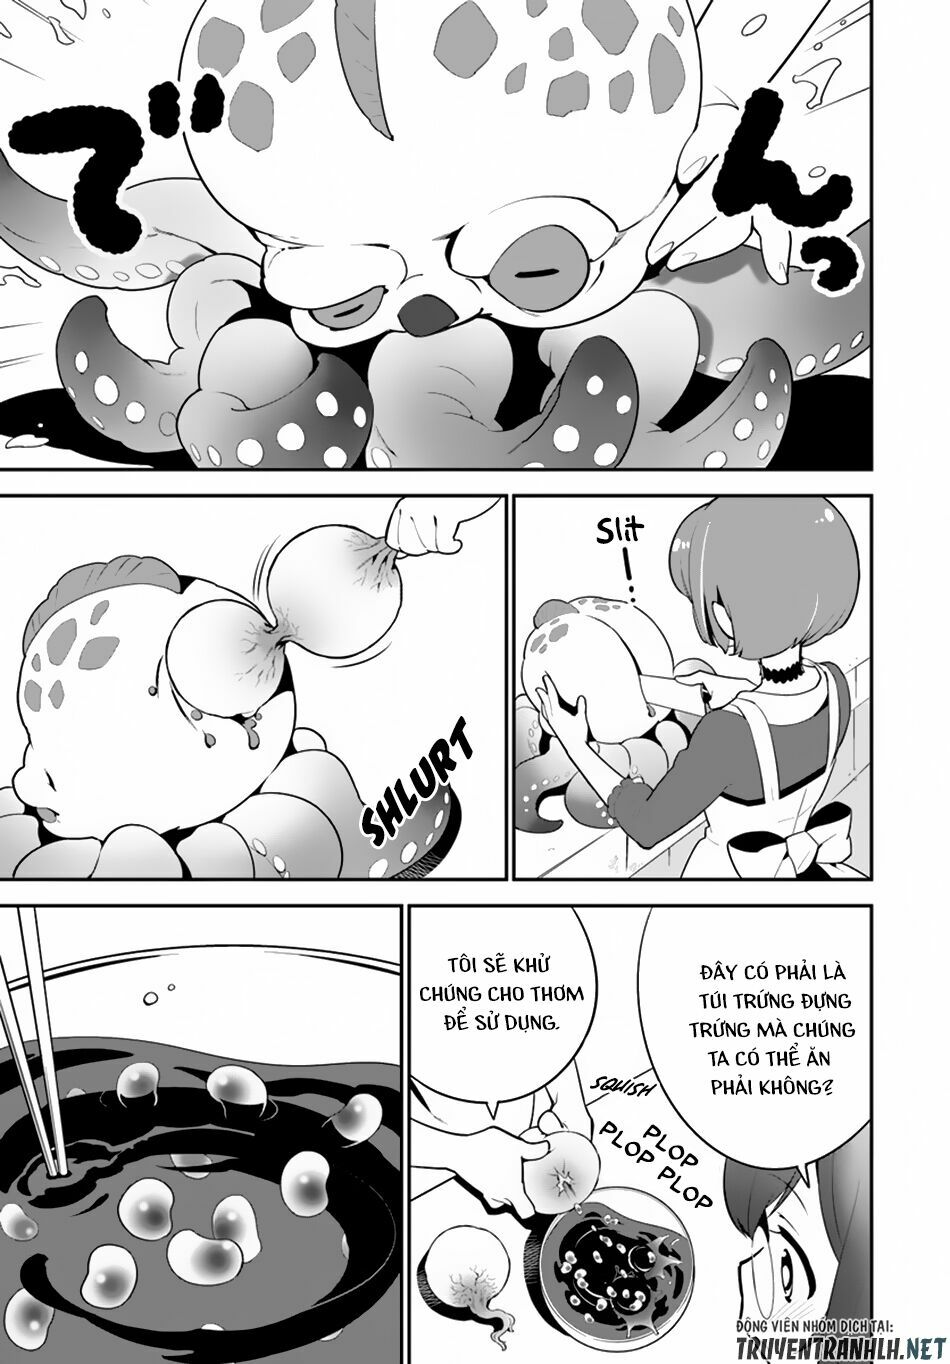 でで
んっ
Slit
SHLURT
ĐÂY CÓ PHẢI LÀ
TÚI TRỨNG ĐỰNG
TRỨNG MÀ CHÚNG
TA CÓ THỂ ĂN
PHẢI KHÔNG?
TÔI SẼ KHỬ
CHÚNG CHO THƠM
ĐỂ SỬ DỤNG.
SQUISH
PLOP
PLOP PLOP
ĐỘNG VIÊN NHÓM DỊCH TẠI:
TRUYENTRANHLH.NET